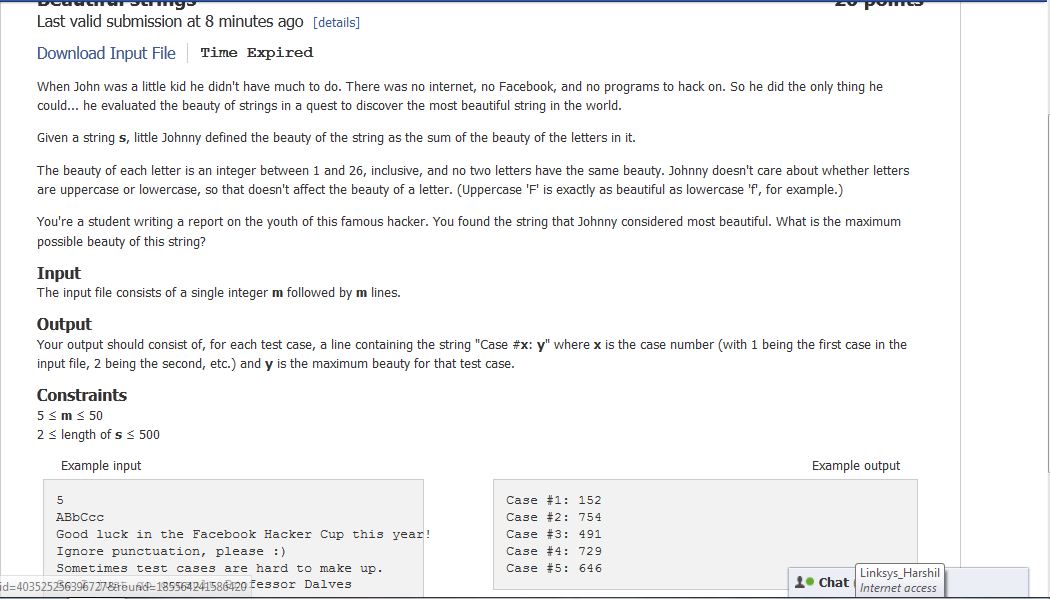 Beautiful strings 20 points
Last valid submission at 8 minutes ago [details]
Download Input File Time Expired
When John was a little kid he didn't have much to do. There was no internet, no Facebook, and no programs to hack on. So he did the only thing he
could... he evaluated the beauty of strings in a quest to discover the most beautiful string in the world.
Given a string s, little Johnny defined the beauty of the string as the sum of the beauty of the letters in it.
The beauty of each letter is an integer between 1 and 26, inclusive, and no two letters have the same beauty. Johnny doesn't care about whether letters
are uppercase or lowercase, so that doesn't affect the beauty of a letter. (Uppercase 'F' is exactly as beautiful as lowercase 'f', for example.)
You're a student writing a report on the youth of this famous hacker. You found the string that Johnny considered most beautiful. What is the maximum
possible beauty of this string?
Input
The input file consists of a single integer m followed by m lines.
Output
Your output should consist of, for each test case, a line containing the string "Case #x: y" where x is the case number (with 1 being the first case in the
input file, 2 being the second, etc.) and y is the maximum beauty for that test case.
Constraints
5 ≤ m ≤ 50
2 ≤ length of s ≤ 500
Example input
Example output
5
ABbCcc
Good luck in the Facebook Hacker Cup this year!
Ignore punctuation, please :)
Sometimes test cases are hard to make up.
Professor Dalves
Case #1: 152
Case #2: 754
Case #3: 491
Case #4: 729
Case #5: 646
Chat
Linksys_Harshil
Internet access